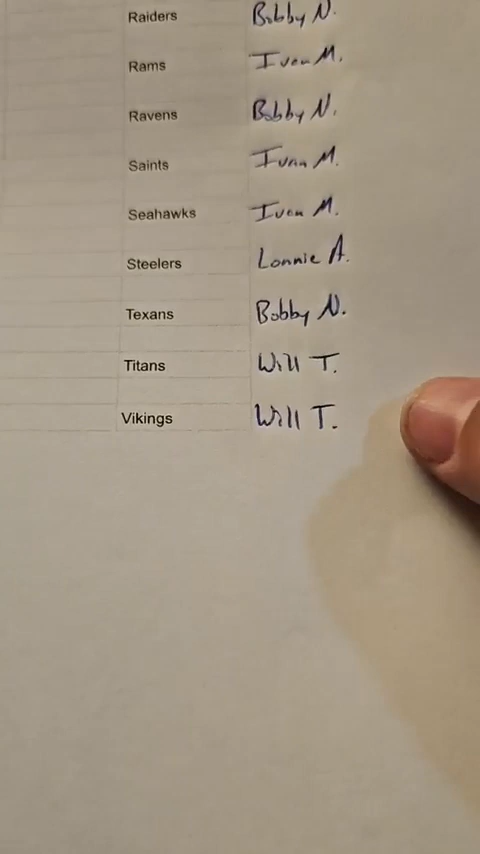 Raiders Bobby N.
Rams Ivan M.
Ravens Bobby N.
Saints Ivan M.
Seahawks Ivan M.
Steelers Lonnie A.
Texans Bobby N.
Titans Will T.
Vikings Will T.